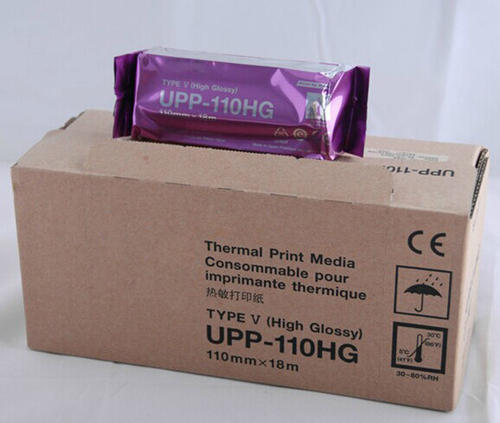 TYPE V (High Glossy)
UPP-110HG
110mm×18m
UPP-110H
Thermal Print Media
Consommable pour
imprimante thermique
热敏打印纸
TYPE V (High Glossy)
UPP-110HG
110mm×18m
CE
30°C
(86°F)
5°C
(41°F)
30-80%RH